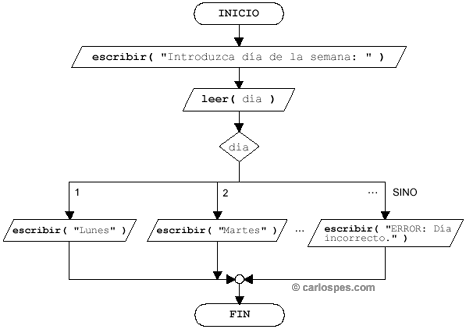 INICIO
escribir( "Introduzca día de la semana: " )
leer( dia )
dia
1
2
...
SINO
escribir( "Lunes" )
escribir( "Martes" )
...
escribir( "ERROR: Día
incorrecto." )
© carlospes.com
FIN